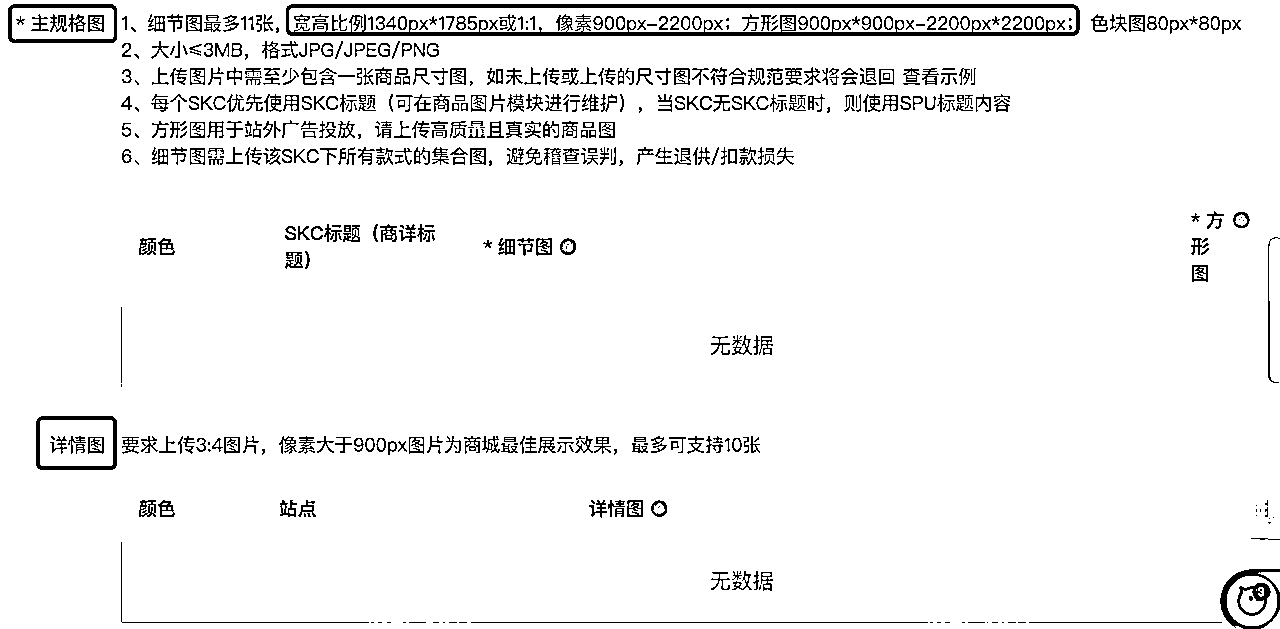 * 主规格图 1、细节图最多11张，宽高比例1340px*1785px或1:1，像素900px-2200px；方形图900px*900px-2200px*2200px； 色块图80px*80px
2、大小≤3MB，格式JPG/JPEG/PNG
3、上传图片中需至少包含一张商品尺寸图，如未上传或上传的尺寸图不符合规范要求将会退回 查看示例
4、每个SKC优先使用SKC标题（可在商品图片模块进行维护），当SKC无SKC标题时，则使用SPU标题内容
5、方形图用于站外广告投放，请上传高质量且真实的商品图
6、细节图需上传该SKC下所有款式的集合图，避免稽查误判，产生退供/扣款损失
颜色 SKC标题（商详标题） * 细节图 * 方形图
无数据
详情图 要求上传3:4图片，像素大于900px图片为商城最佳展示效果，最多可支持10张
颜色 站点 详情图
无数据